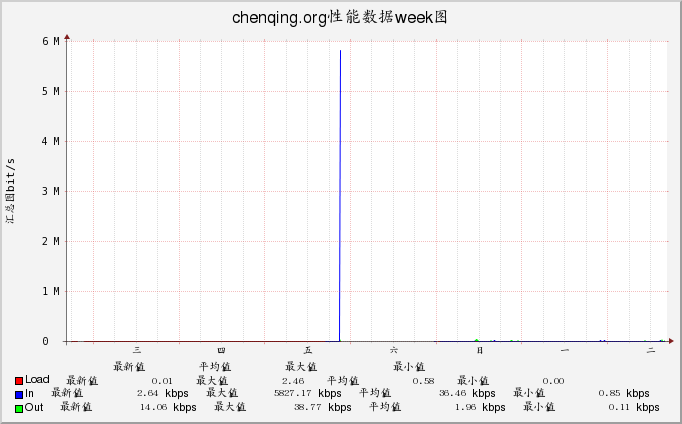 chenqing.org性能数据week图
汇总图bit/s
6 M
5 M
4 M
3 M
2 M
1 M
0
三 四 五 六 日 一 二
最新值 平均值 最大值 最小值
Load 最新值 0.01 最大值 2.46 平均值 0.58 最小值 0.00
In 最新值 2.64 kbps 最大值 5827.17 kbps 平均值 36.46 kbps 最小值 0.85 kbps
Out 最新值 14.06 kbps 最大值 38.77 kbps 平均值 1.96 kbps 最小值 0.11 kbps